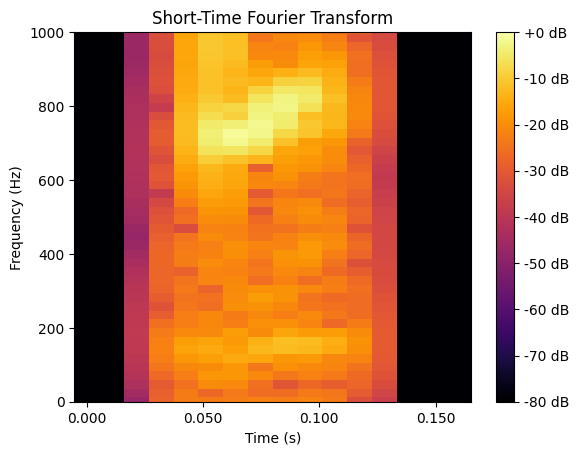 Short-Time Fourier Transform
1000
800
600
400
200
0
Frequency (Hz)
0.000
0.050
0.100
0.150
Time (s)
+0 dB
-10 dB
-20 dB
-30 dB
-40 dB
-50 dB
-60 dB
-70 dB
-80 dB